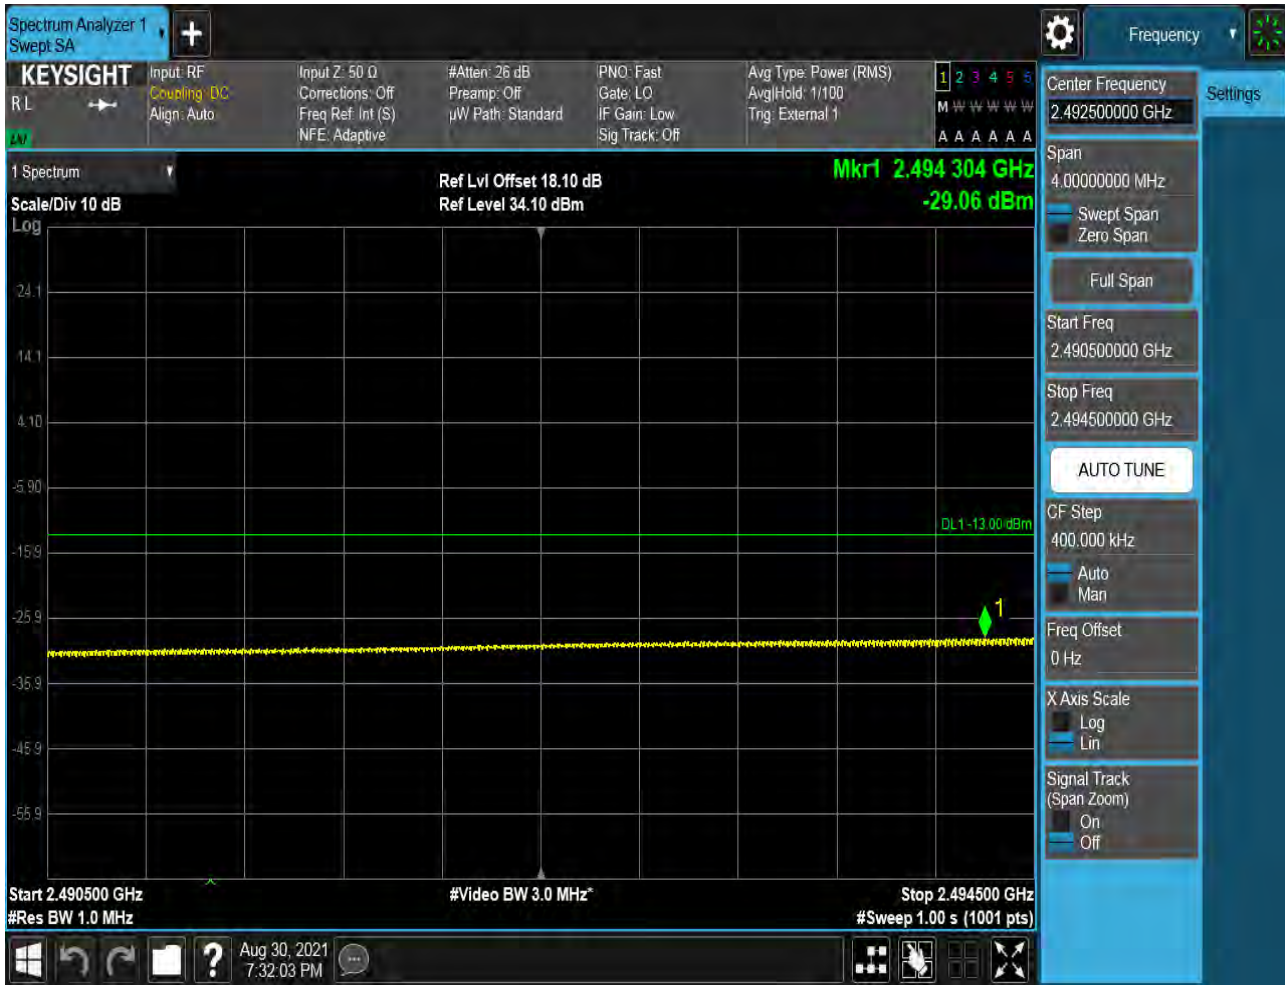 Spectrum Analyzer 1
Swept SA
Frequency
KEYSIGHT
RL
Input: RF
Coupling: DC
Align: Auto
Input Z: 50 Ω
Corrections: Off
Freq Ref: Int (S)
NFE: Adaptive
#Atten: 26 dB
Preamp: Off
µW Path: Standard
PNO: Fast
Gate: LO
IF Gain: Low
Sig Track: Off
Avg Type: Power (RMS)
Avg|Hold: 1/100
Trig: External 1
1 2 3 4 5 6
M W W W W W
A A A A A A
1 Spectrum
Scale/Div 10 dB
Log
Ref Lvl Offset 18.10 dB
Ref Level 34.10 dBm
Mkr1 2.494 304 GHz
-29.06 dBm
24.1
14.1
4.10
-5.90
-15.9
-25.9
-35.9
-45.9
-55.9
DL1 -13.00 dBm
1
Start 2.490500 GHz
#Res BW 1.0 MHz
#Video BW 3.0 MHz*
Stop 2.494500 GHz
#Sweep 1.00 s (1001 pts)
Aug 30, 2021
7:32:03 PM
Center Frequency
2.492500000 GHz
Settings
Span
4.00000000 MHz
Swept Span
Zero Span
Full Span
Start Freq
2.490500000 GHz
Stop Freq
2.494500000 GHz
AUTO TUNE
CF Step
400.000 kHz
Auto
Man
Freq Offset
0 Hz
X Axis Scale
Log
Lin
Signal Track
(Span Zoom)
On
Off